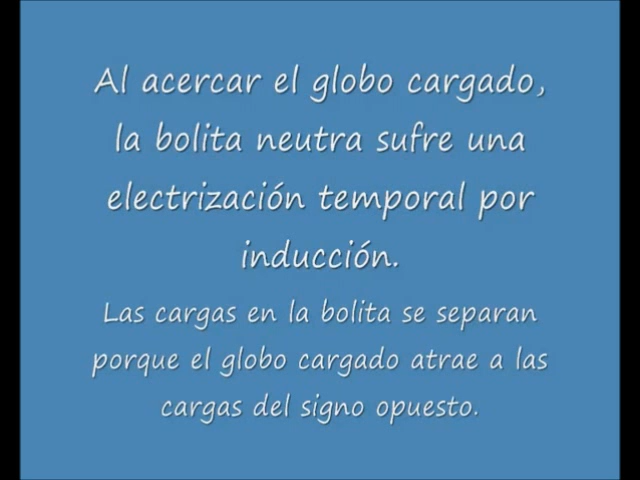 Al acercar el globo cargado,
la bolita neutra sufre una
electrización temporal por
inducción.
Las cargas en la bolita se separan
porque el globo cargado atrae a las
cargas del signo opuesto.